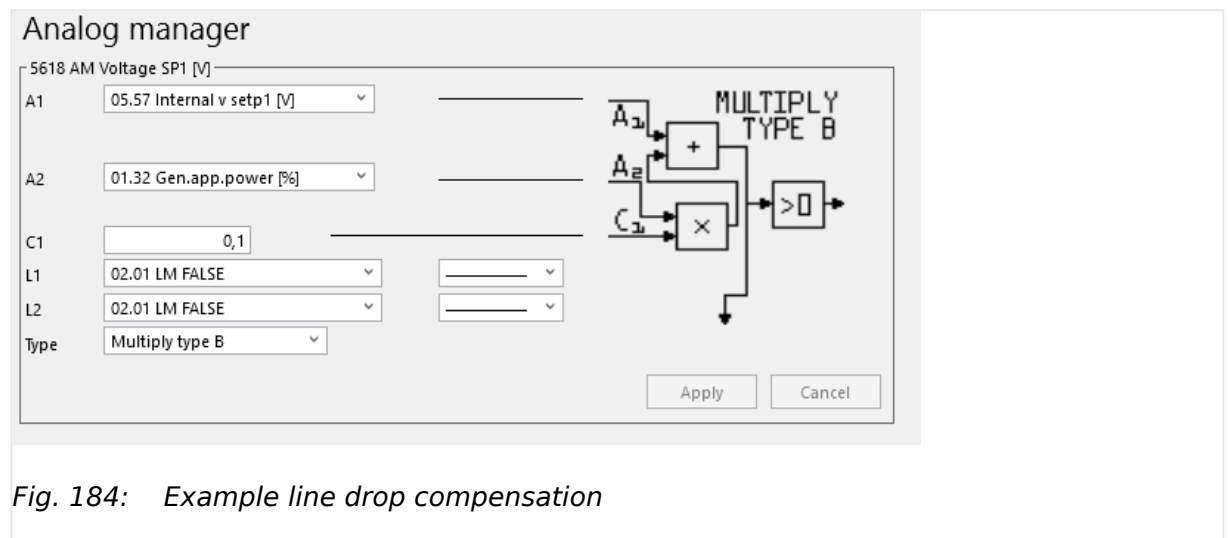 Analog manager
5618 AM Voltage SP1 [V]
A1 05.57 Internal v setp1 [V]
A2 01.32 Gen.app.power [%]
C1 0,1
L1 02.01 LM FALSE
L2 02.01 LM FALSE
Type Multiply type B
MULTIPLY
TYPE B
A1
+
A2
>0
C1
×
Apply Cancel
Fig. 184: Example line drop compensation